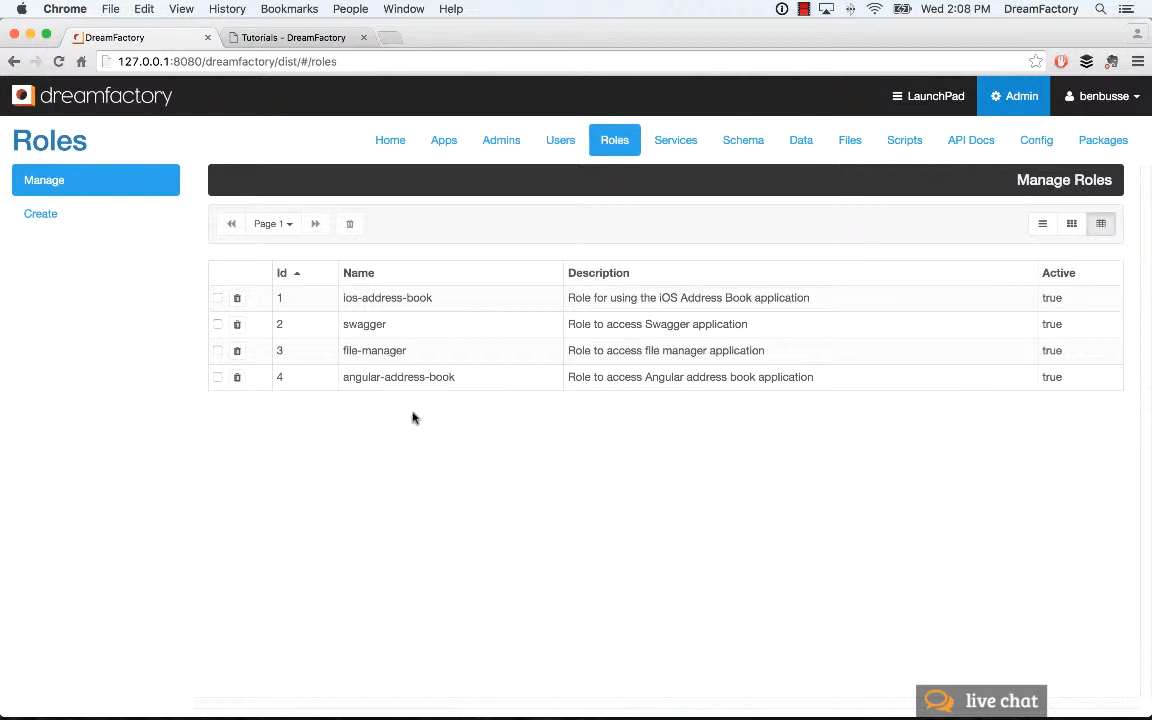 Chrome File Edit View History Bookmarks People Window Help Wed 2:08 PM DreamFactory
DreamFactory Tutorials - DreamFactory
127.0.0.1:8080/dreamfactory/dist/#/roles
dreamfactory LaunchPad Admin benbusse
Roles Home Apps Admins Users Roles Services Schema Data Files Scripts API Docs Config Packages
Manage Manage Roles
Create Page 1
Id Name Description Active
1 ios-address-book Role for using the iOS Address Book application true
2 swagger Role to access Swagger application true
3 file-manager Role to access file manager application true
4 angular-address-book Role to access Angular address book application true
live chat